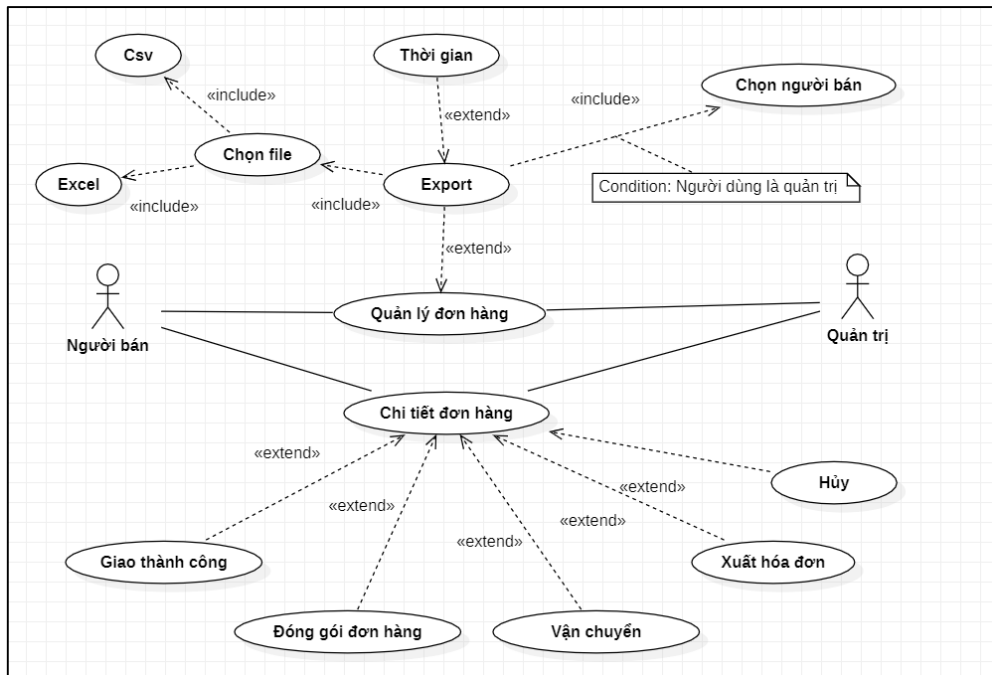 Csv
Thời gian
Chọn người bán
«include»
«include»
«extend»
Chọn file
Excel
Export
Condition: Người dùng là quản trị
«include»
«include»
«extend»
Quản lý đơn hàng
Người bán
Quản trị
Chi tiết đơn hàng
«extend»
Hủy
«extend»
«extend»
«extend»
«extend»
Giao thành công
Xuất hóa đơn
Đóng gói đơn hàng
Vận chuyển